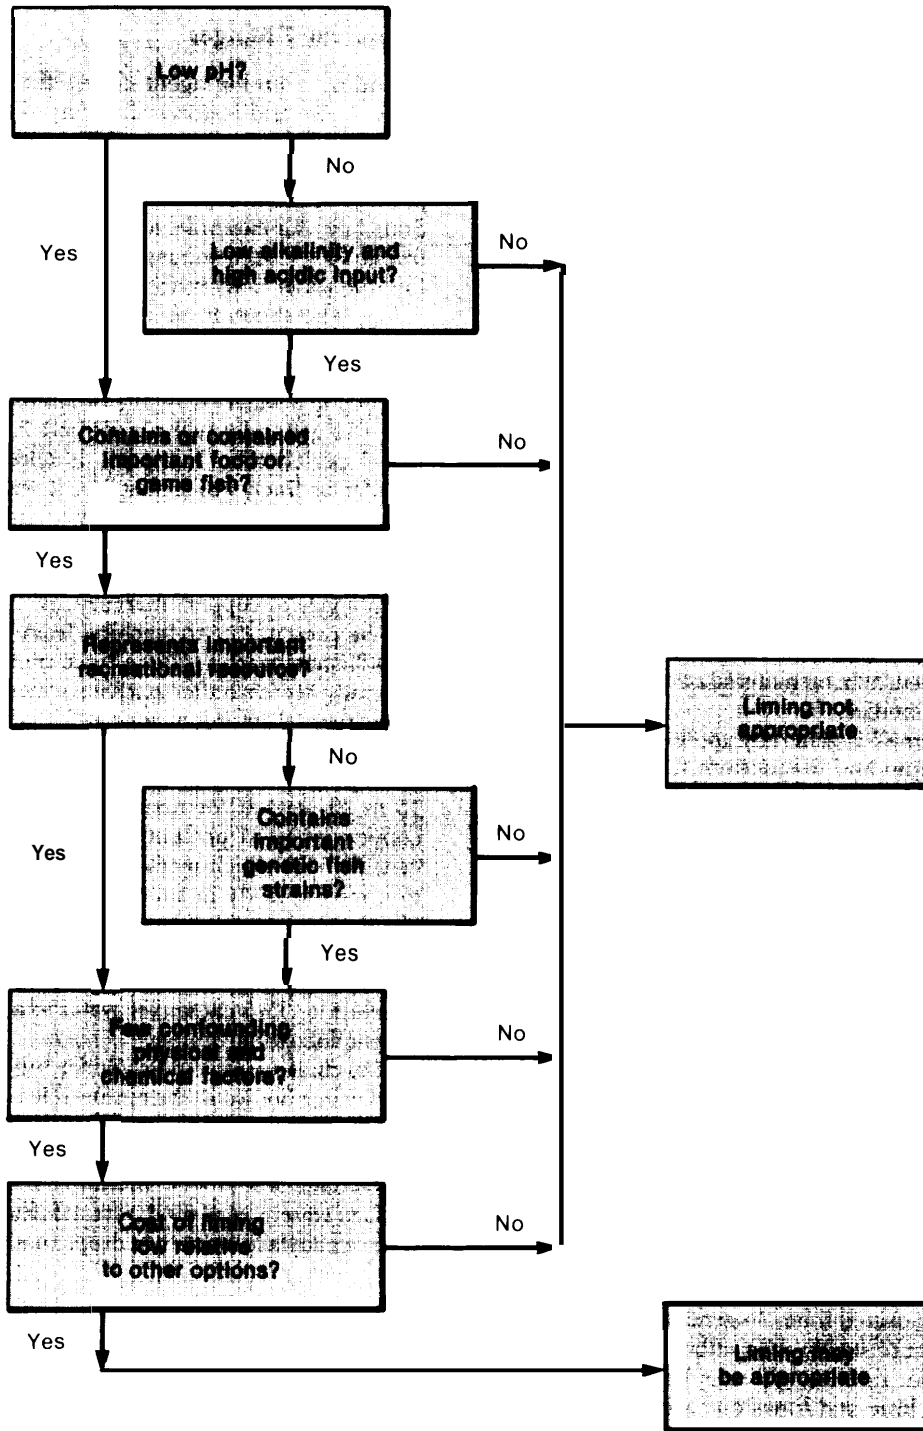 Low pH?
No
Yes
Low alkalinity and
high acidic input?
No
Yes
Contains or contained
important food or
game fish?
No
Yes
Represents important
recreational resource?
No
Yes
Contains
important
genetic fish
strains?
No
Yes
Liming not
appropriate
Few confounding
physical and
chemical factors?*
No
Yes
Cost of liming
low relative
to other options?
No
Yes
Liming may
be appropriate